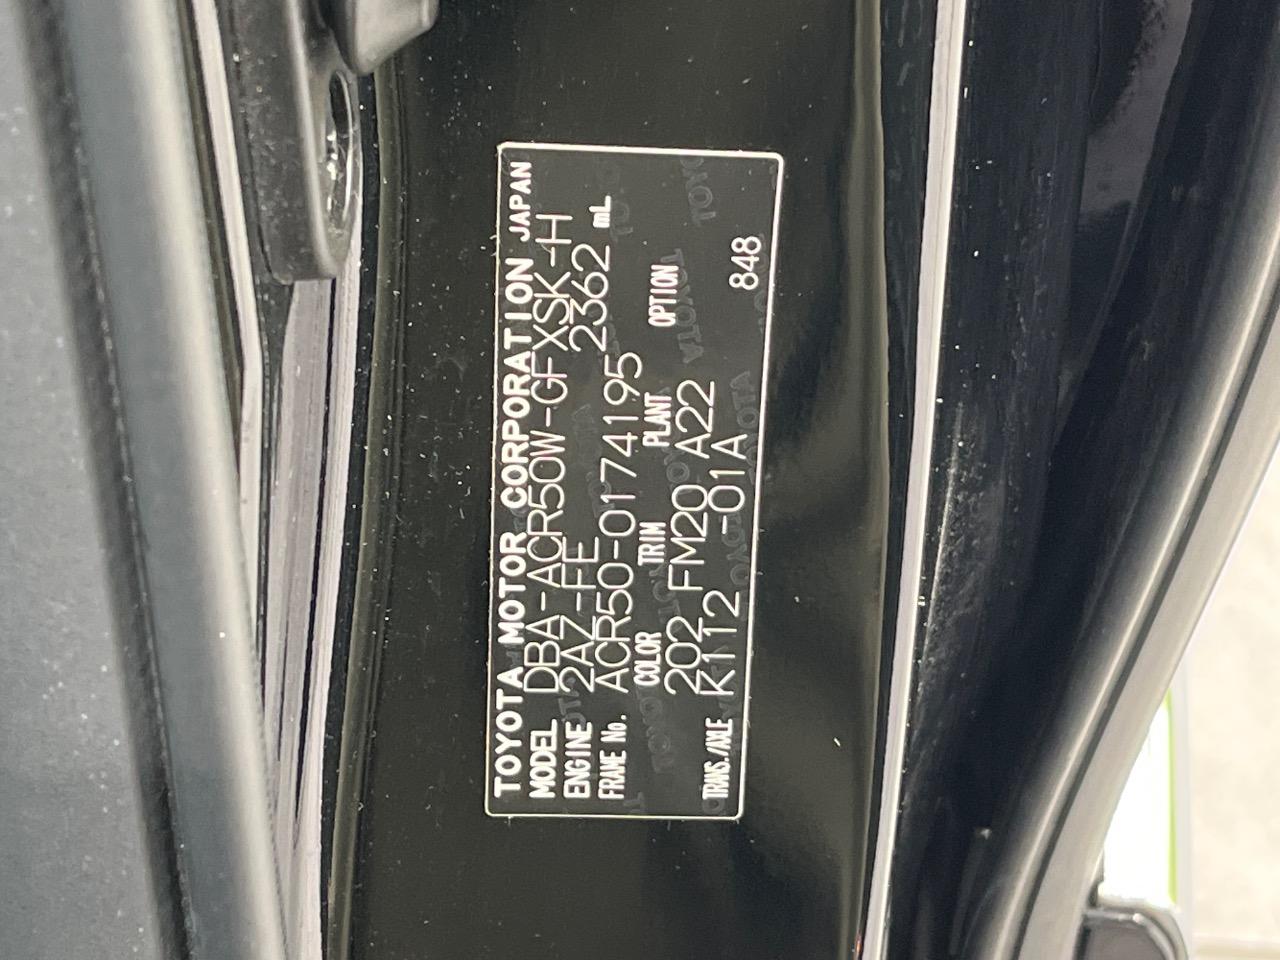 TOYOTA MOTOR CORPORATION JAPAN
MODEL DBA-ACR50W-GFXSK-H
ENGINE 2AZ-FE 2362 mL
FRAME No. ACR50-0174195
COLOR TRIM PLANT OPTION
202 FM20 A22
TRANS./AXLE K112 -01A 848